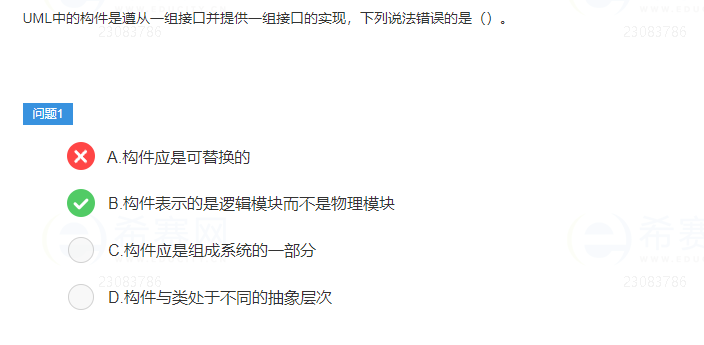 UML中的构件是遵从一组接口并提供一组接口的实现，下列说法错误的是（）。
23083786
问题1
A.构件应是可替换的
B.构件表示的是逻辑模块而不是物理模块
希赛网
希赛
C.构件应是组成系统的一部分
23083786
23083786
D.构件与类处于不同的抽象层次